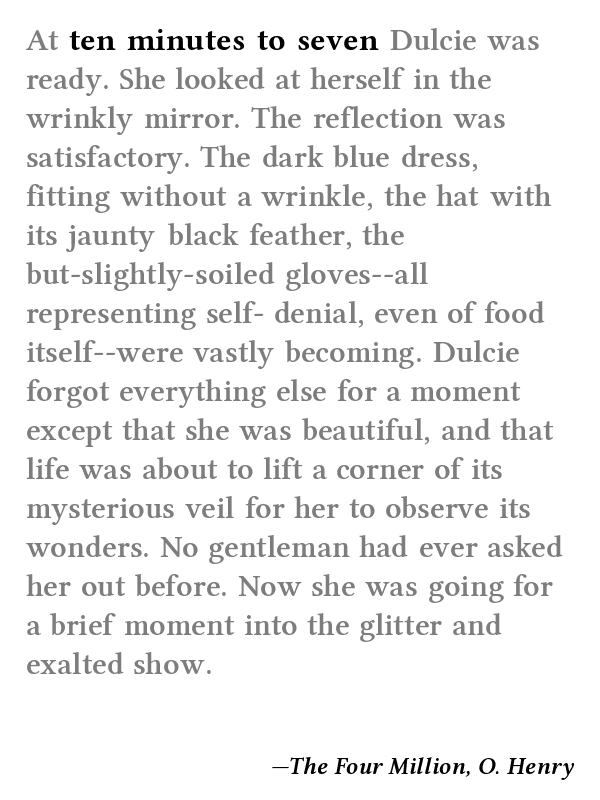 At ten minutes to seven Dulcie was
ready. She looked at herself in the
wrinkly mirror. The reflection was
satisfactory. The dark blue dress,
fitting without a wrinkle, the hat with
its jaunty black feather, the
but-slightly-soiled gloves--all
representing self- denial, even of food
itself--were vastly becoming. Dulcie
forgot everything else for a moment
except that she was beautiful, and that
life was about to lift a corner of its
mysterious veil for her to observe its
wonders. No gentleman had ever asked
her out before. Now she was going for
a brief moment into the glitter and
exalted show.
—The Four Million, O. Henry